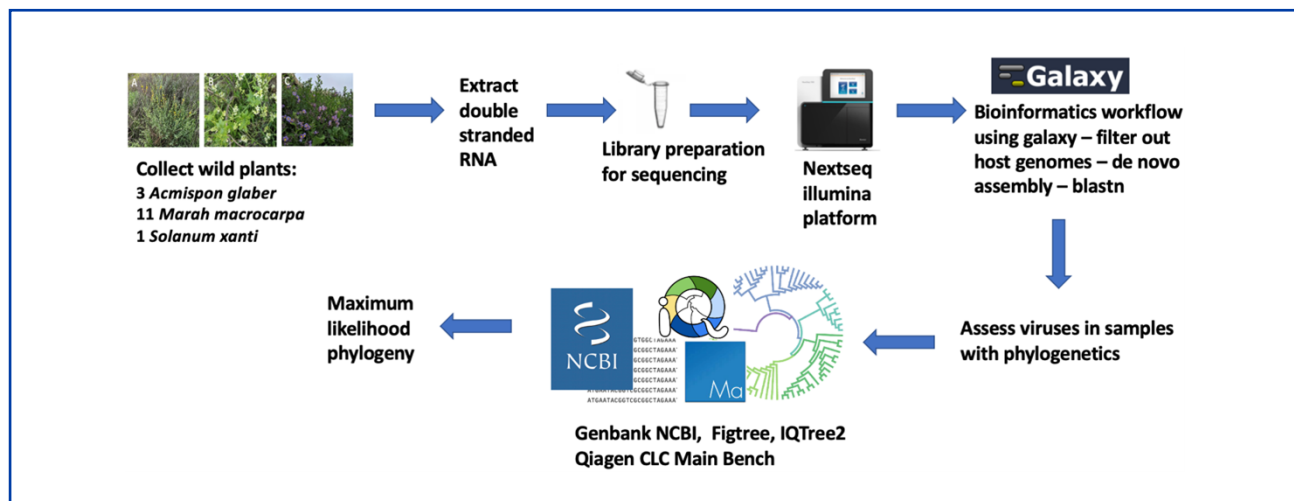 A
B
C
Collect wild plants:
3 Acmispon glaber
11 Marah macrocarpa
1 Solanum xanti
Extract
double
stranded
RNA
Library preparation
for sequencing
Nextseq
illumina
platform
Galaxy
Bioinformatics workflow
using galaxy – filter out
host genomes – de novo
assembly – blastn
Assess viruses in samples
with phylogenetics
NCBI
Ma
ATGAATACGGTCGCGGCTAGAAA
Genbank NCBI, Figtree, IQTree2
Qiagen CLC Main Bench
Maximum
likelihood
phylogeny